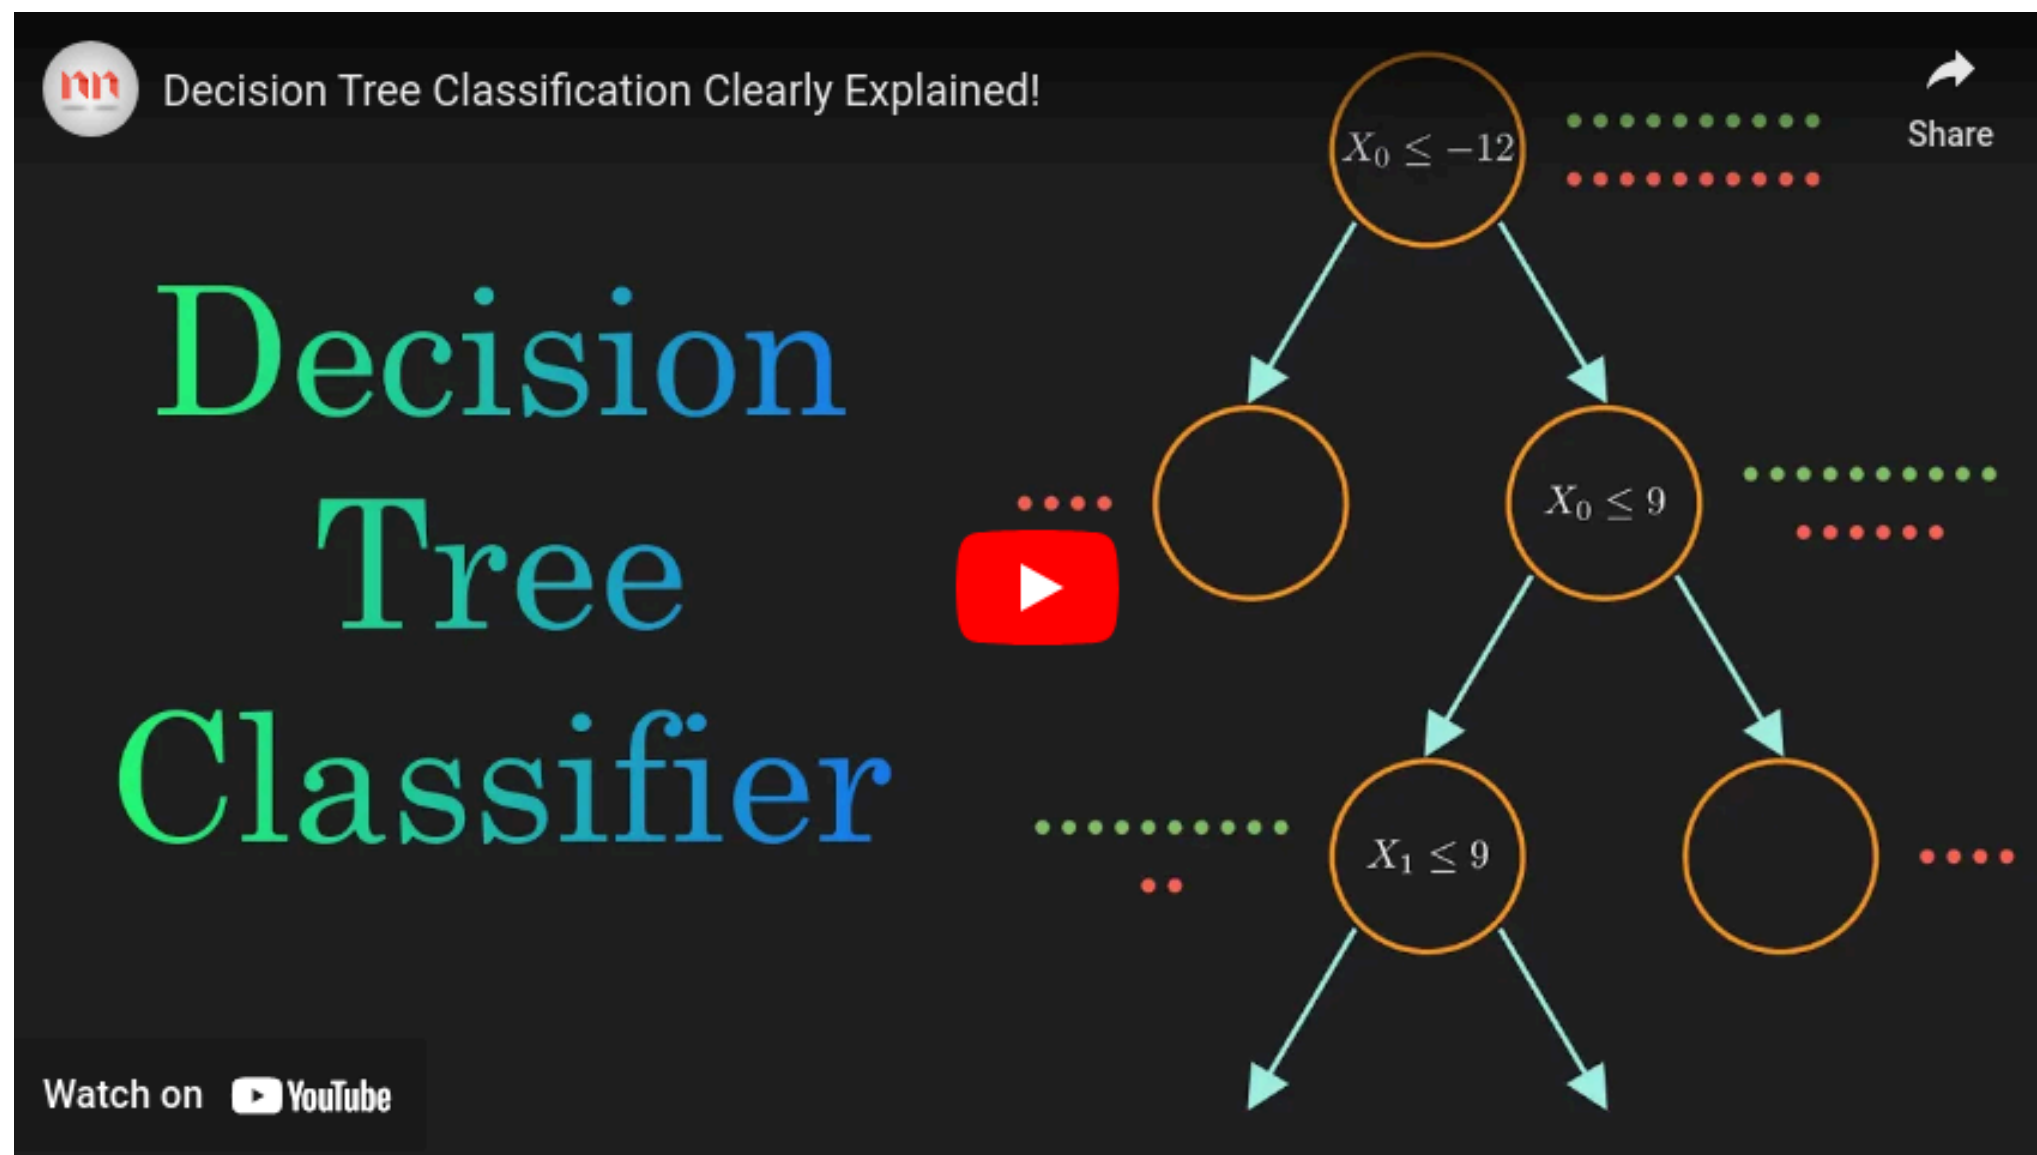 Decision Tree Classification Clearly Explained!
Share
X₀ ≤ −12
Decision
Tree
Classifier
X₀ ≤ 9
X₁ ≤ 9
Watch on YouTube